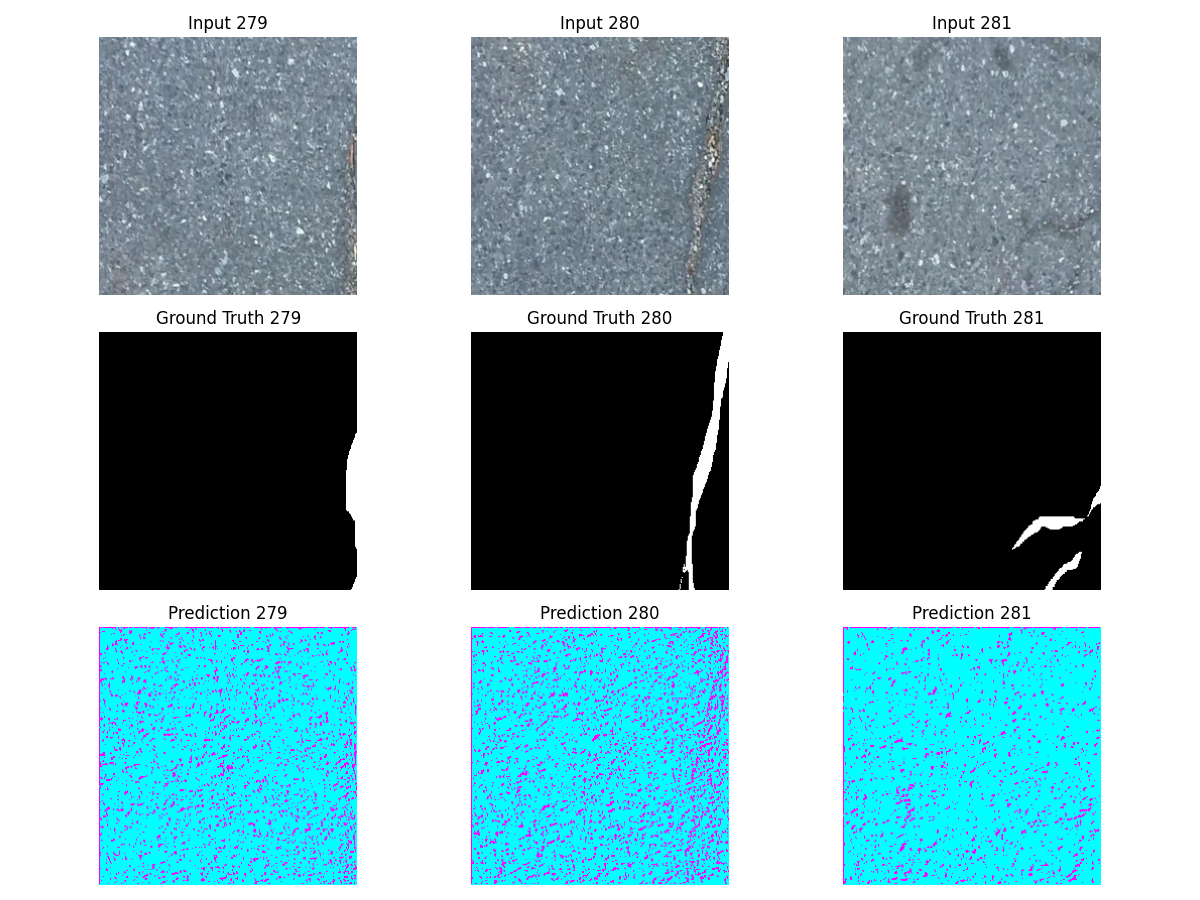 Input 279
Input 280
Input 281
Ground Truth 279
Ground Truth 280
Ground Truth 281
Prediction 279
Prediction 280
Prediction 281